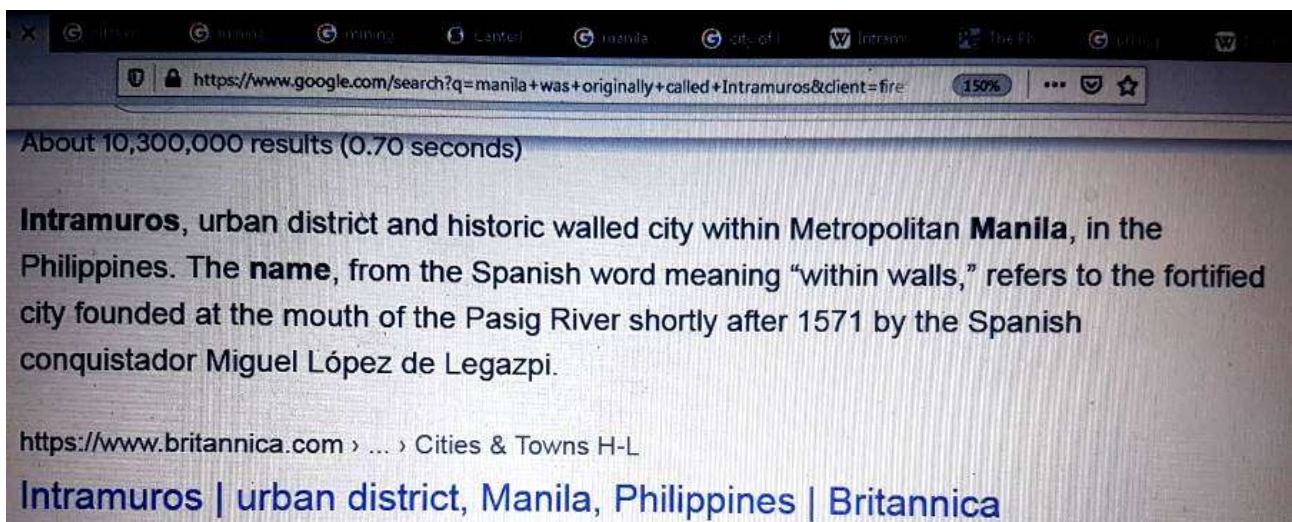 manila
city of
https://www.google.com/search?q=manila+was+originally+called+Intramuros&client=fire
150%
About 10,300,000 results (0.70 seconds)
Intramuros, urban district and historic walled city within Metropolitan Manila, in the
Philippines. The name, from the Spanish word meaning “within walls,” refers to the fortified
city founded at the mouth of the Pasig River shortly after 1571 by the Spanish
conquistador Miguel López de Legazpi.
https://www.britannica.com › ... › Cities & Towns H-L
Intramuros | urban district, Manila, Philippines | Britannica